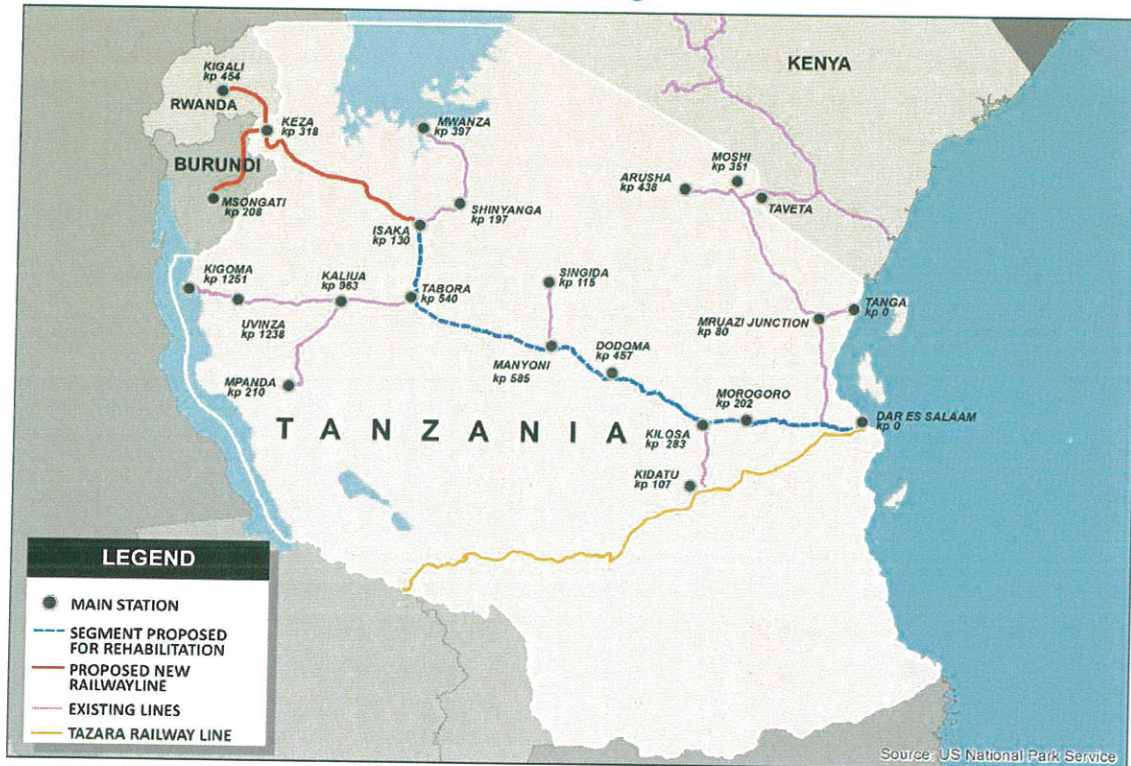 KENYA
KIGALI
kp 454
RWANDA
KEZA
kp 318
MWANZA
kp 397
BURUNDI
MSONGATI
kp 208
MOSHI
kp 351
ARUSHA
kp 438
TAVETA
SHINYANGA
kp 197
ISAKA
kp 130
KIGOMA
kp 1251
KALIUA
kp 963
TABORA
kp 540
SINGIDA
kp 115
UVINZA
kp 1238
TANGA
kp 0
MRUAZI JUNCTION
kp 80
MANYONI
kp 585
DODOMA
kp 457
MPANDA
kp 210
MOROGORO
kp 202
DAR ES SALAAM
kp 0
TANZANIA
KILOSA
kp 283
KIDATU
kp 107
LEGEND
MAIN STATION
SEGMENT PROPOSED
FOR REHABILITATION
PROPOSED NEW
RAILWAYLINE
EXISTING LINES
TAZARA RAILWAY LINE
Source: US National Park Service